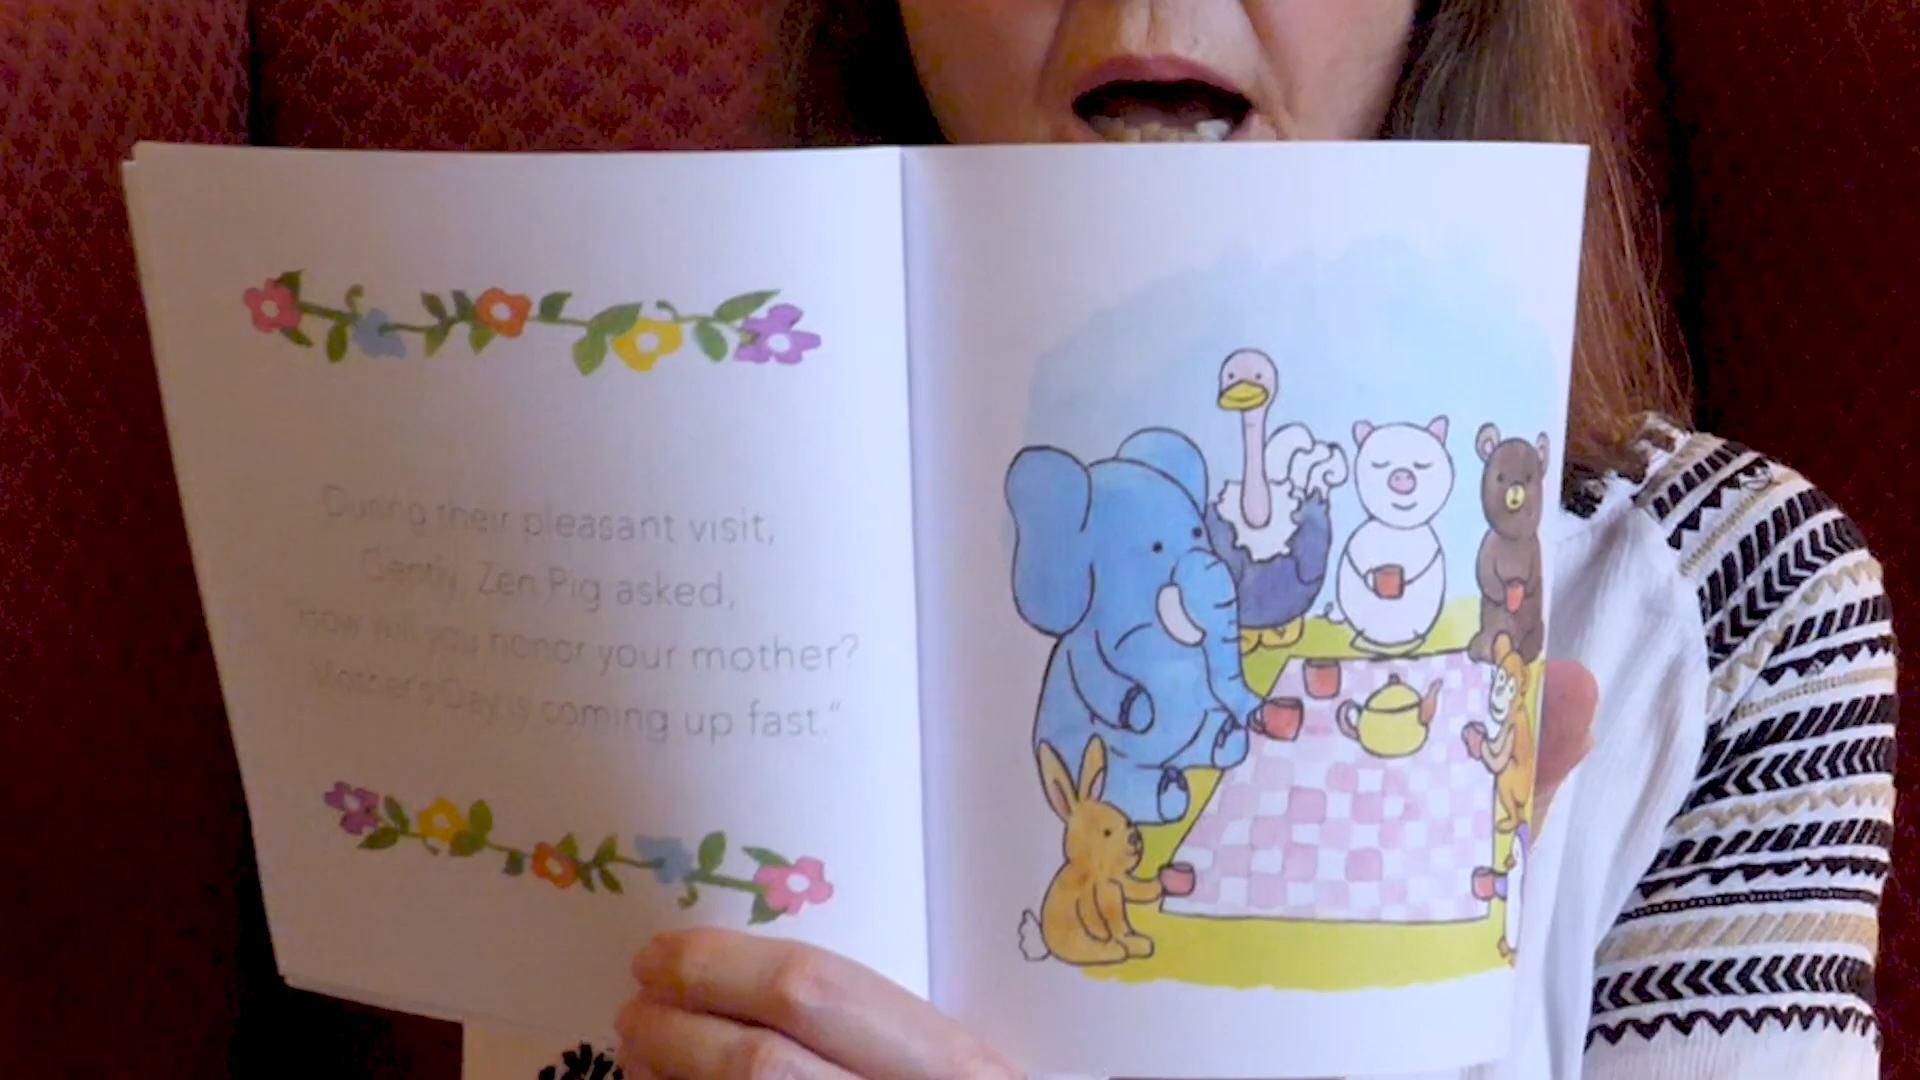 During their pleasant visit,
Gently, Zen Pig asked,
"How will you honor your mother?
Mother's Day is coming up fast."